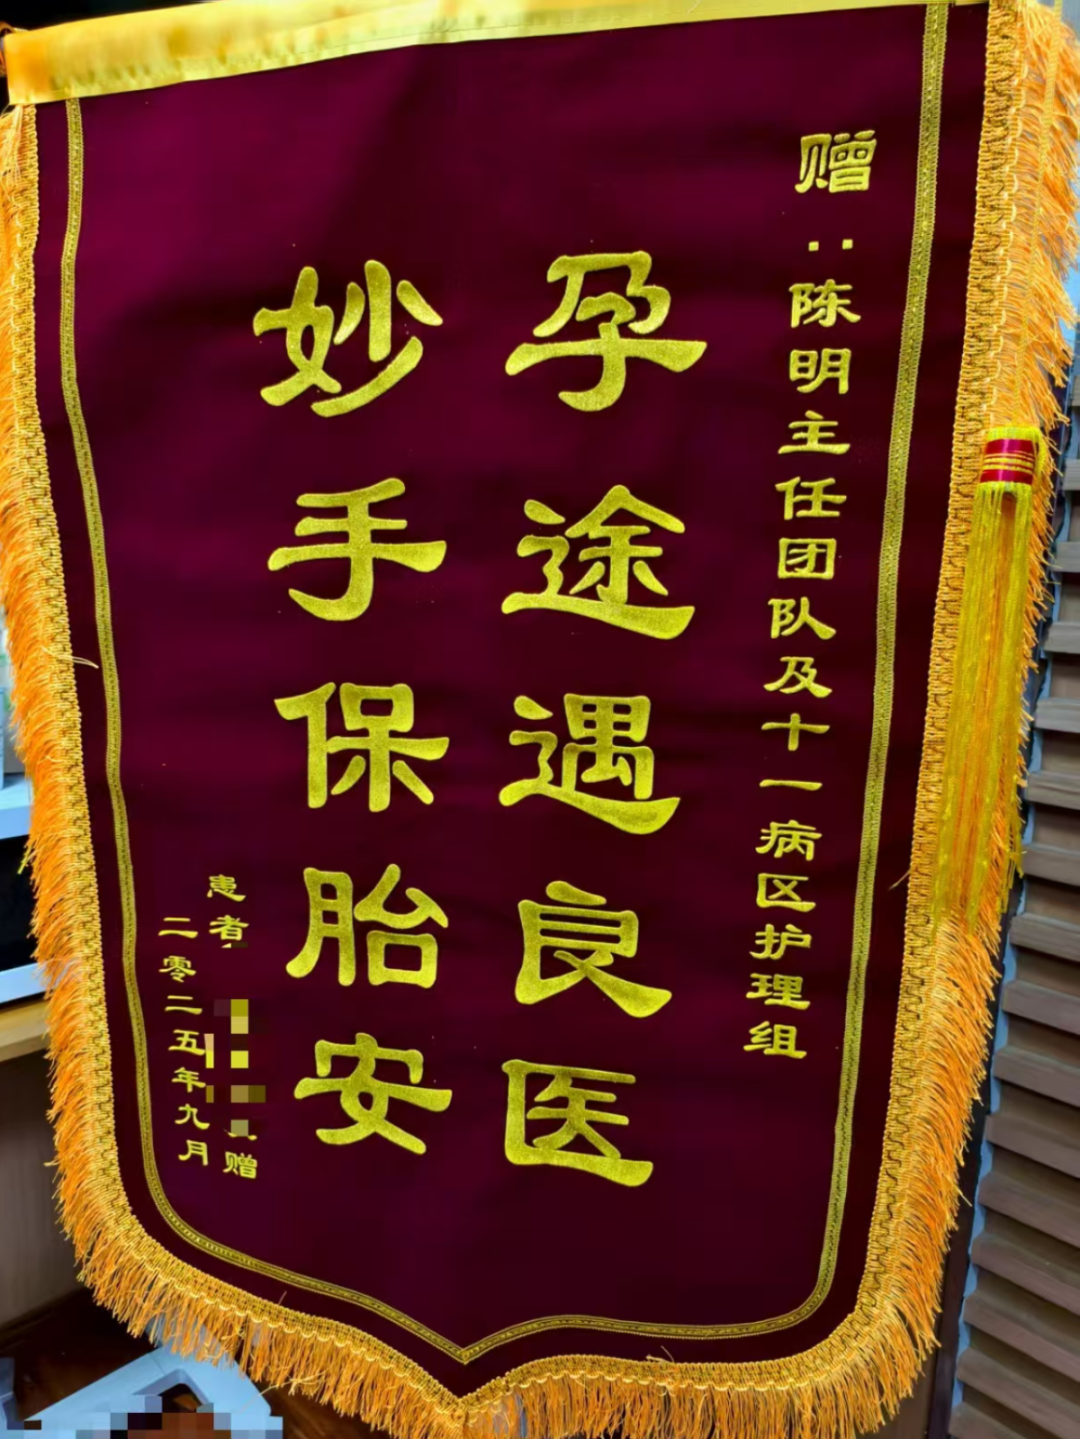 赠：陈明主任团队及十一病区护理组
孕途遇良医
妙手保胎安
患者 赠
二零二五年九月